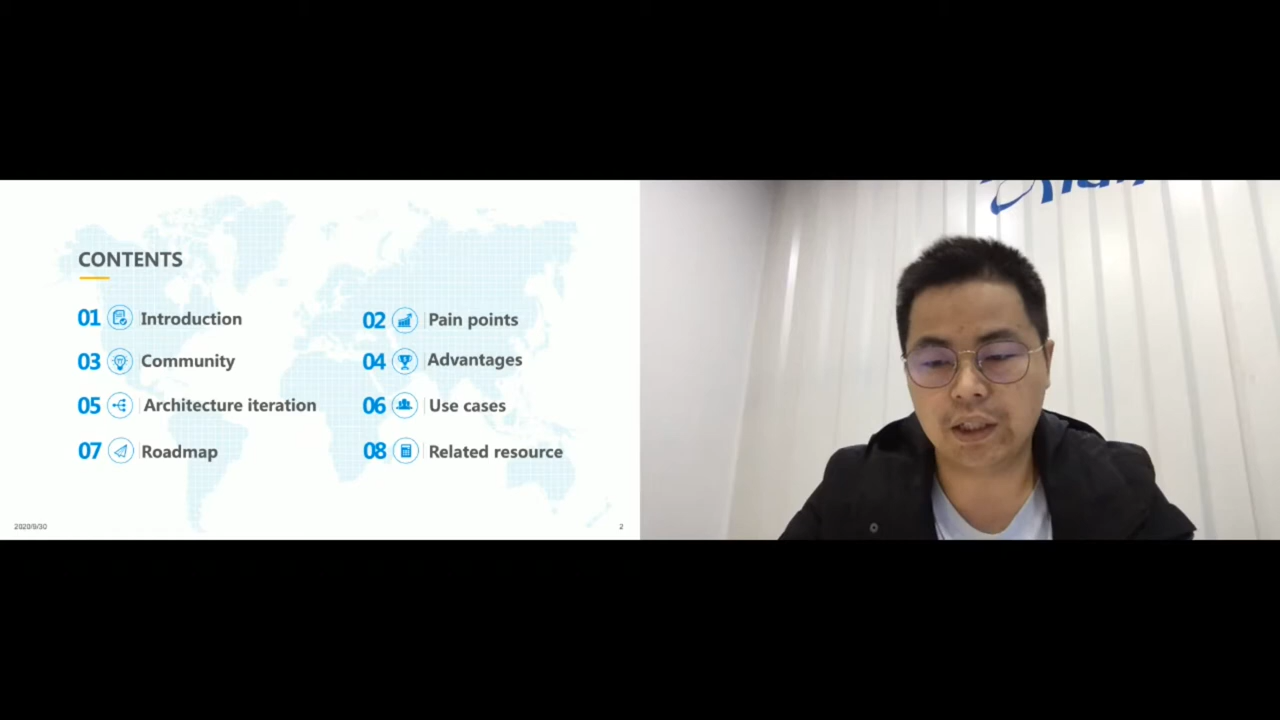 CONTENTS
01 Introduction
02 Pain points
03 Community
04 Advantages
05 Architecture iteration
06 Use cases
07 Roadmap
08 Related resource
2020/9/30
2